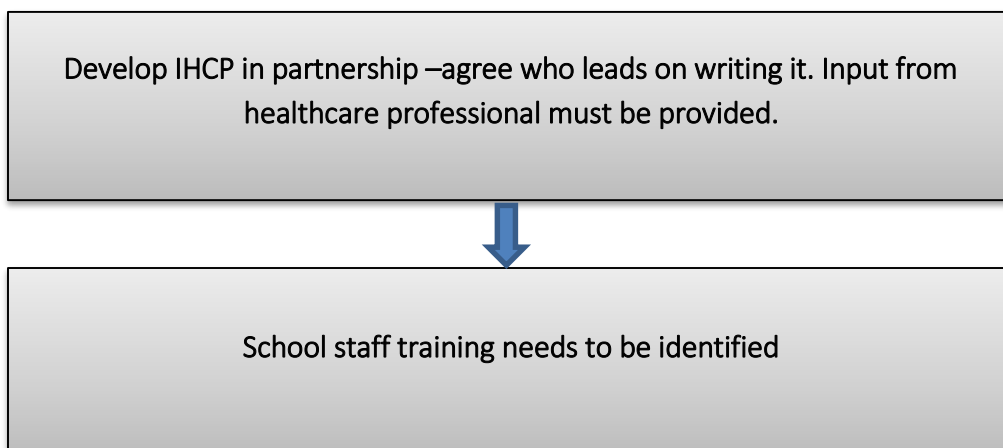 Develop IHCP in partnership –agree who leads on writing it. Input from
healthcare professional must be provided.
School staff training needs to be identified